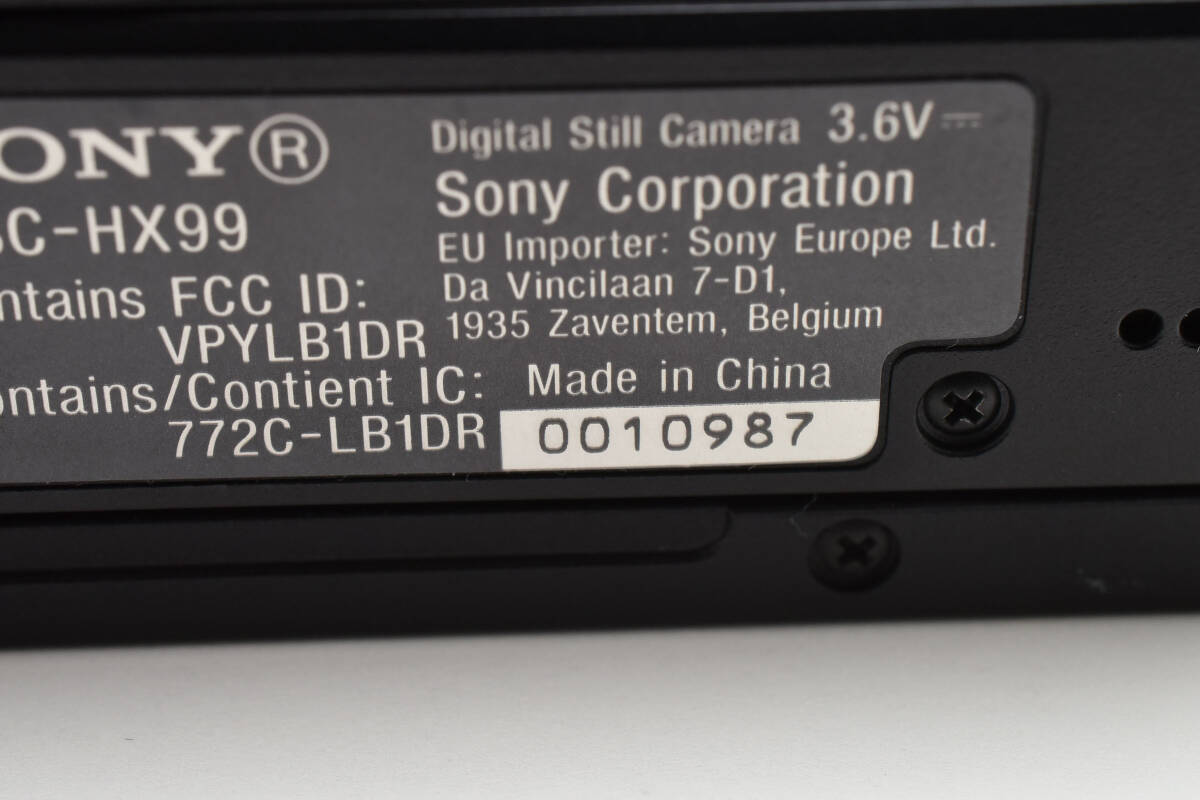 ONY®
SC-HX99
ntains FCC ID:
VPYLB1DR
ontains/Contient IC:
772C-LB1DR
Digital Still Camera 3.6V⎓
Sony Corporation
EU Importer: Sony Europe Ltd.
Da Vincilaan 7-D1,
1935 Zaventem, Belgium
Made in China
0010987